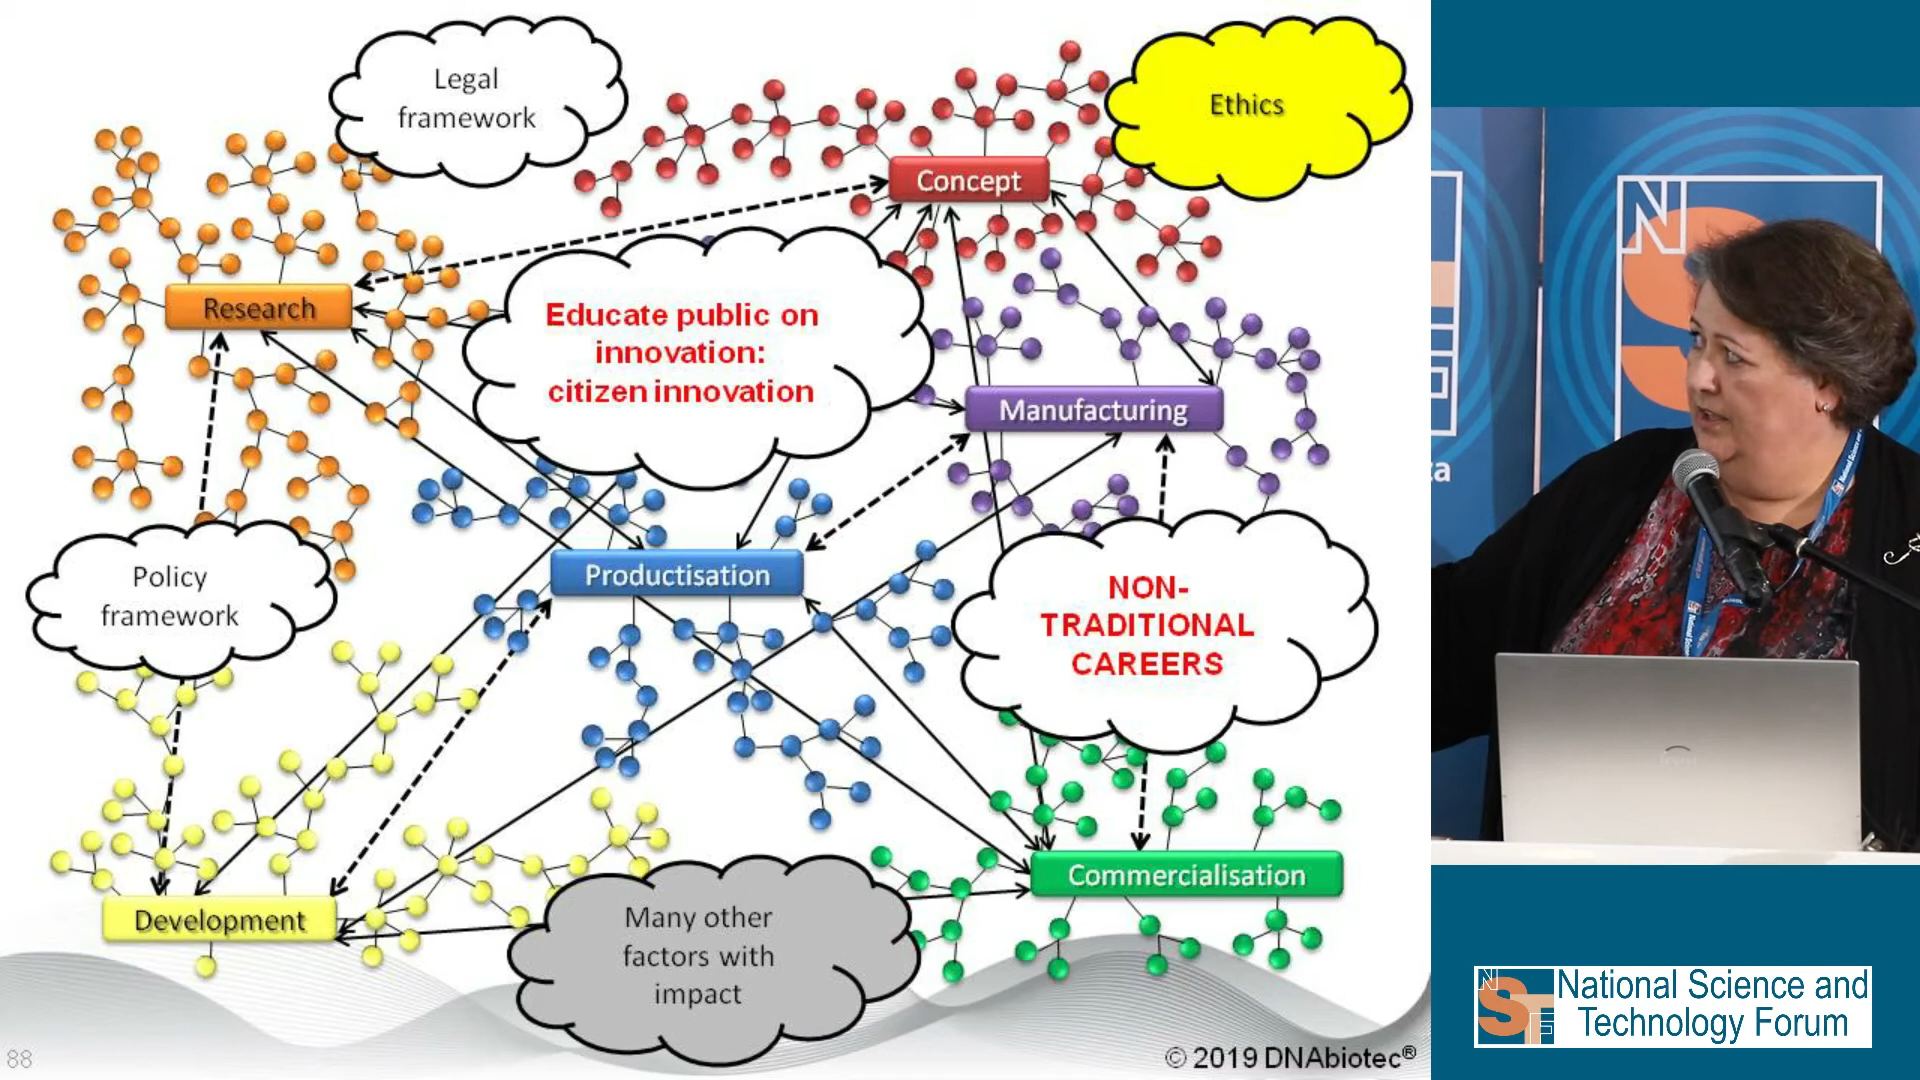 Legal
framework
Ethics
Concept
Research
Educate public on
innovation:
citizen innovation
Manufacturing
Productisation
Policy
framework
NON-
TRADITIONAL
CAREERS
Commercialisation
Development
Many other
factors with
impact
88
© 2019 DNAbiotec®
National Science and
Technology Forum